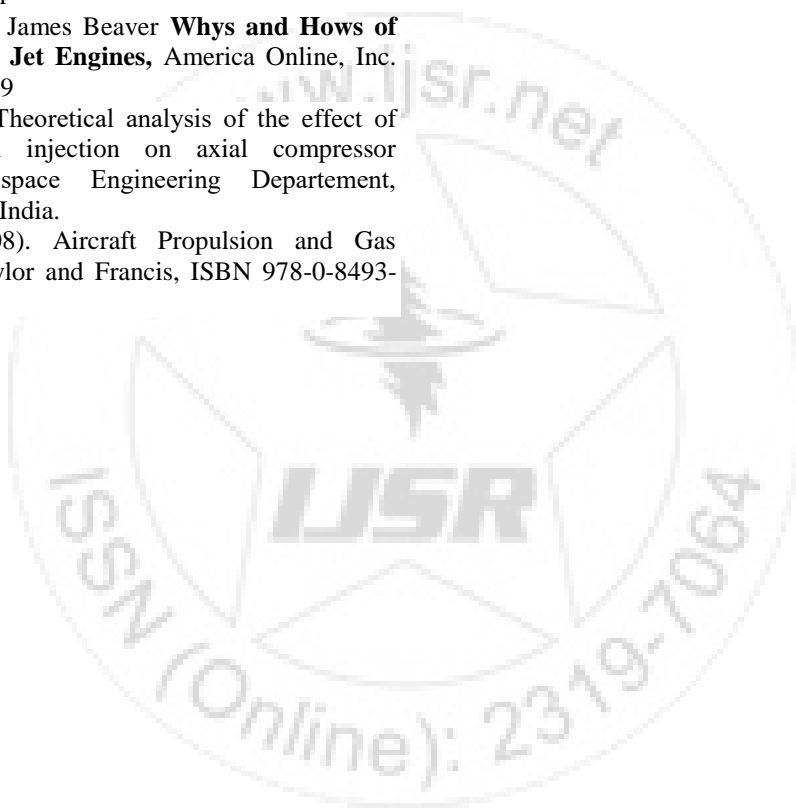 James Beaver Whys and Hows of
Jet Engines, America Online, Inc.
9
Theoretical analysis of the effect of
injection on axial compressor
space Engineering Departement,
India.
08). Aircraft Propulsion and Gas
ylor and Francis, ISBN 978-0-8493-
w.ijsr.net
IJSR
ISSN (Online): 2319-7064